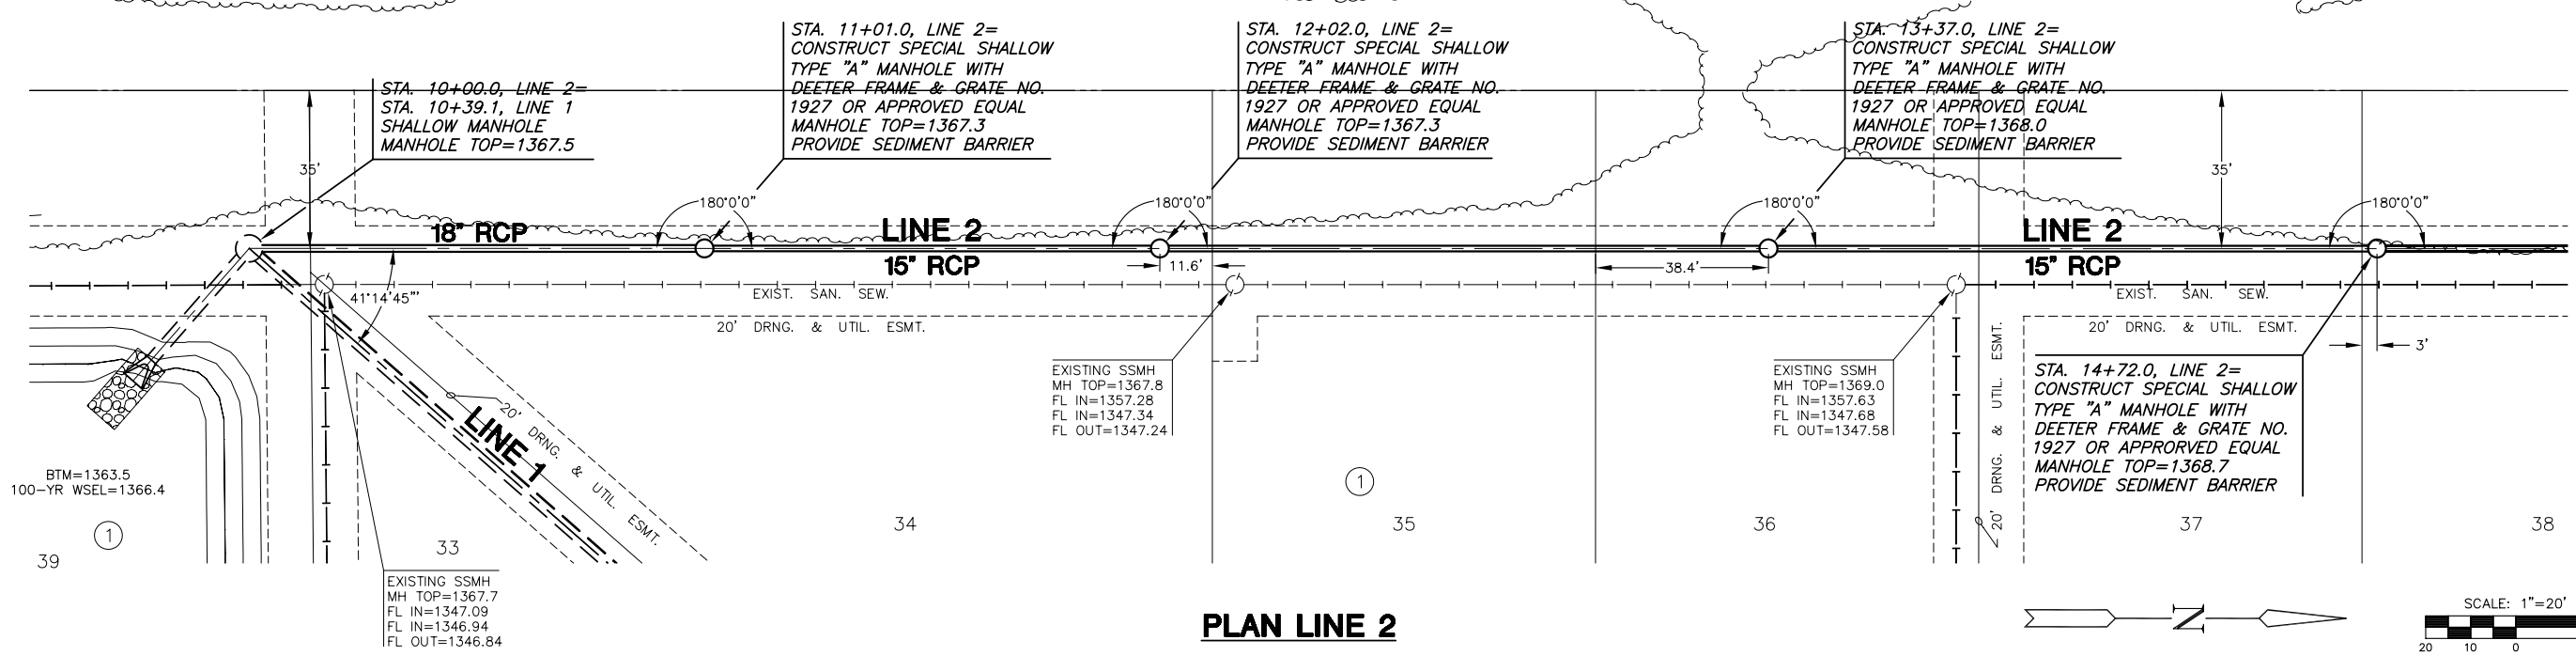 STA. 10+00.0, LINE 2=
STA. 10+39.1, LINE 1
SHALLOW MANHOLE
MANHOLE TOP=1367.5
STA. 11+01.0, LINE 2=
CONSTRUCT SPECIAL SHALLOW
TYPE "A" MANHOLE WITH
DEETER FRAME & GRATE NO.
1927 OR APPROVED EQUAL
MANHOLE TOP=1367.3
PROVIDE SEDIMENT BARRIER
STA. 12+02.0, LINE 2=
CONSTRUCT SPECIAL SHALLOW
TYPE "A" MANHOLE WITH
DEETER FRAME & GRATE NO.
1927 OR APPROVED EQUAL
MANHOLE TOP=1367.3
PROVIDE SEDIMENT BARRIER
STA. 13+37.0, LINE 2=
CONSTRUCT SPECIAL SHALLOW
TYPE "A" MANHOLE WITH
DEETER FRAME & GRATE NO.
1927 OR APPROVED EQUAL
MANHOLE TOP=1368.0
PROVIDE SEDIMENT BARRIER
35'
35'
180°0'0"
180°0'0"
180°0'0"
180°0'0"
18" RCP
LINE 2
15" RCP
LINE 2
15" RCP
11.6'
38.4'
41°14'45"'
EXIST. SAN. SEW.
EXIST. SAN. SEW.
20' DRNG. & UTIL. ESMT.
20' DRNG. & UTIL. ESMT.
3'
EXISTING SSMH
MH TOP=1367.8
FL IN=1357.28
FL IN=1347.34
FL OUT=1347.24
EXISTING SSMH
MH TOP=1369.0
FL IN=1357.63
FL IN=1347.68
FL OUT=1347.58
20' DRNG. & UTIL. ESMT.
STA. 14+72.0, LINE 2=
CONSTRUCT SPECIAL SHALLOW
TYPE "A" MANHOLE WITH
DEETER FRAME & GRATE NO.
1927 OR APPRORVED EQUAL
MANHOLE TOP=1368.7
PROVIDE SEDIMENT BARRIER
LINE 1
20' DRNG. & UTIL. ESMT.
BTM=1363.5
100-YR WSEL=1366.4
1
1
39
33
34
35
36
37
38
EXISTING SSMH
MH TOP=1367.7
FL IN=1347.09
FL IN=1346.94
FL OUT=1346.84
PLAN LINE 2
N
SCALE: 1"=20'
20 10 0